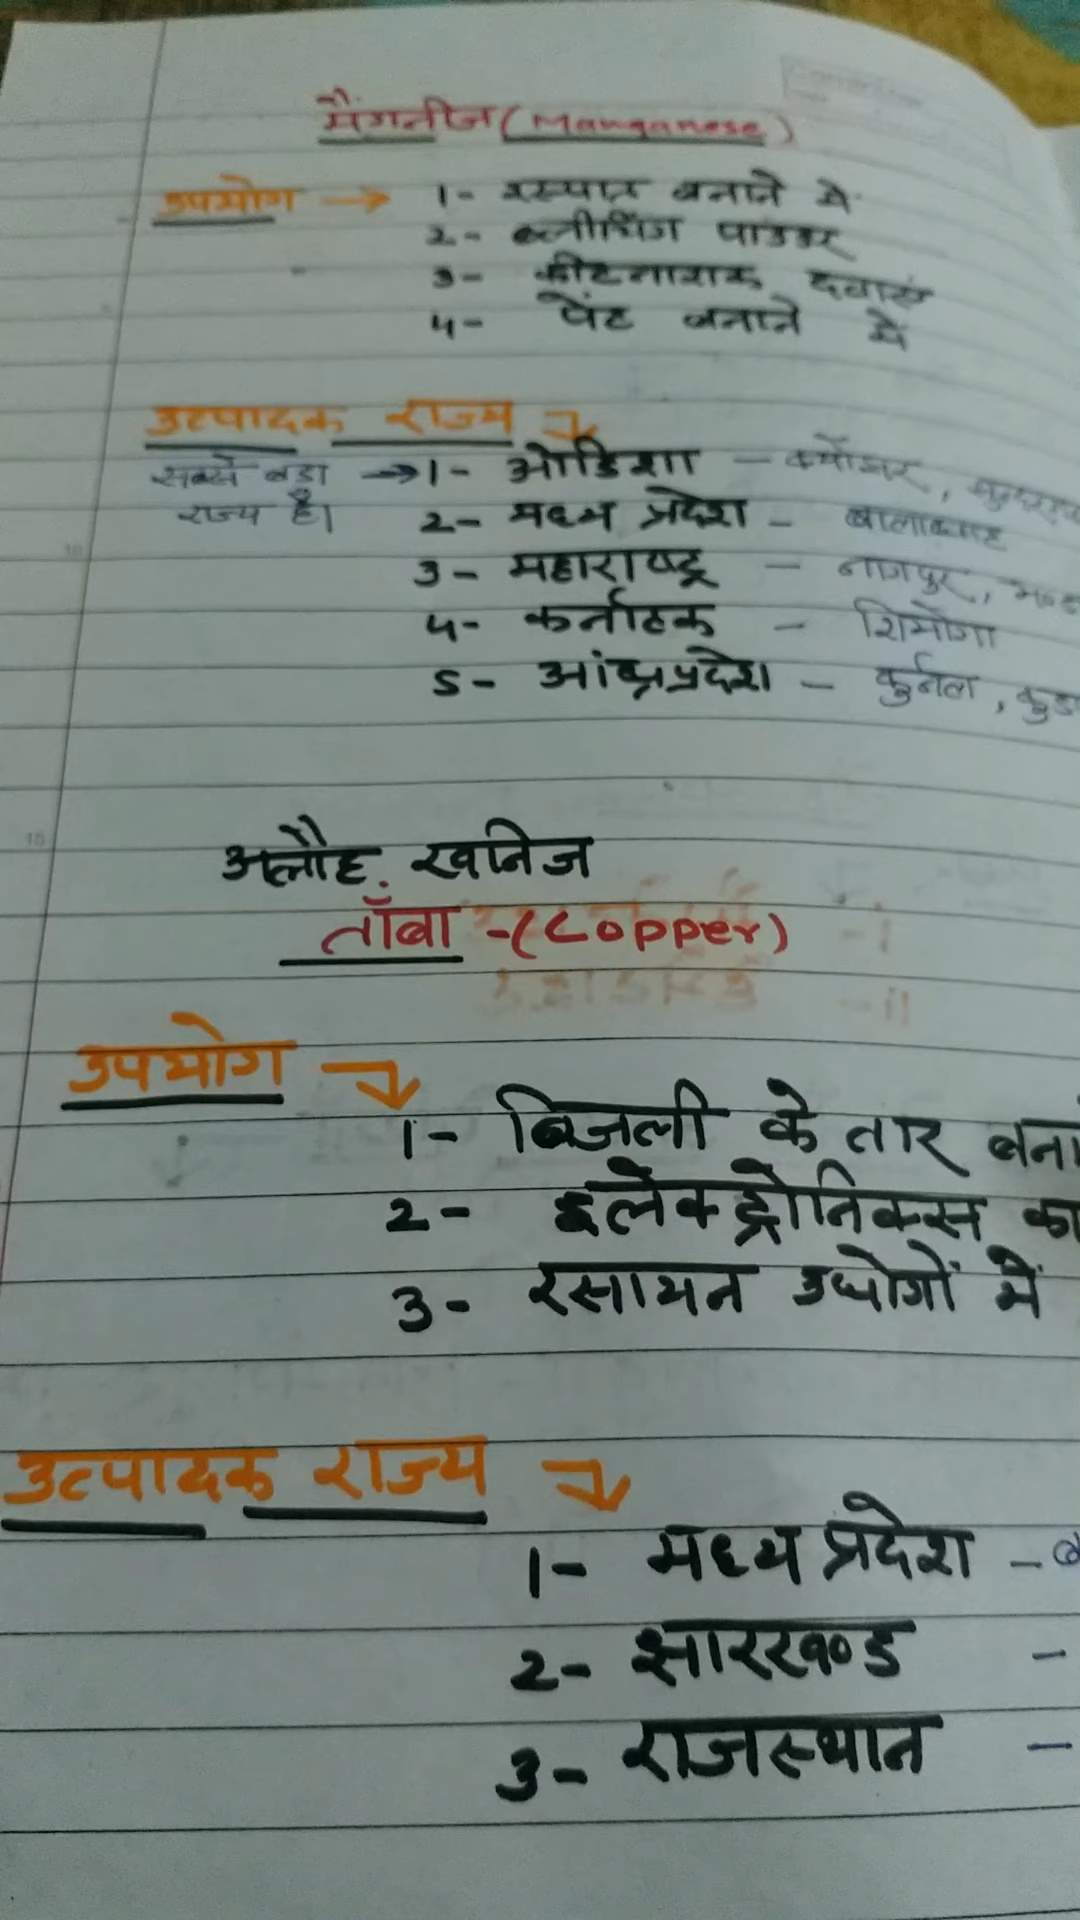 मैंगनीज (Manganese)
उपयोग → 1- इस्पात बनाने में
2- ब्लीचिंग पाउडर
3- कीटनाशक दवाएं
4- पेंट बनाने में
उत्पादक राज्य
सबसे बड़ा → 1- ओडिशा - क्योंझर,
राज्य है। 2- मध्य प्रदेश - बालाघाट
3- महाराष्ट्र - नागपुर,
4- कर्नाटक - शिमोगा
5- आंध्रप्रदेश - कुर्नूल,
अलौह खनिज
ताँबा -(Copper)
उपयोग
1- बिजली के तार
2- इलेक्ट्रोनिक्स
3- रसायन उधोगों में
उत्पादक राज्य
1- मध्य प्रदेश -
2- झारखण्ड -
3- राजस्थान -